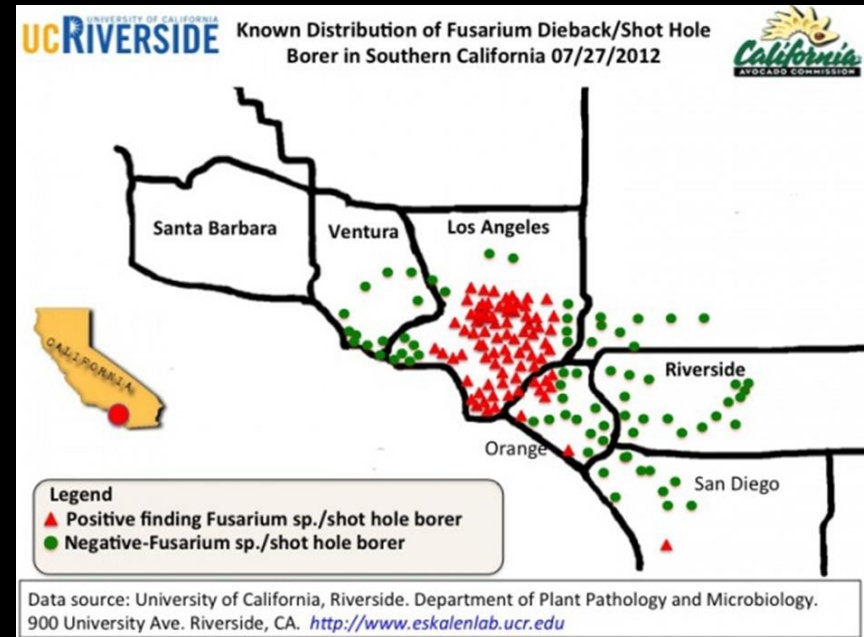 UNIVERSITY OF CALIFORNIA
UCRIVERSIDE
Known Distribution of Fusarium Dieback/Shot Hole
Borer in Southern California 07/27/2012
California
AVOCADO COMMISSION
Santa Barbara
Ventura
Los Angeles
CALIFORNIA
Riverside
Orange
San Diego
Legend
Positive finding Fusarium sp./shot hole borer
Negative-Fusarium sp./shot hole borer
Data source: University of California, Riverside. Department of Plant Pathology and Microbiology.
900 University Ave. Riverside, CA. http://www.eskalenlab.ucr.edu